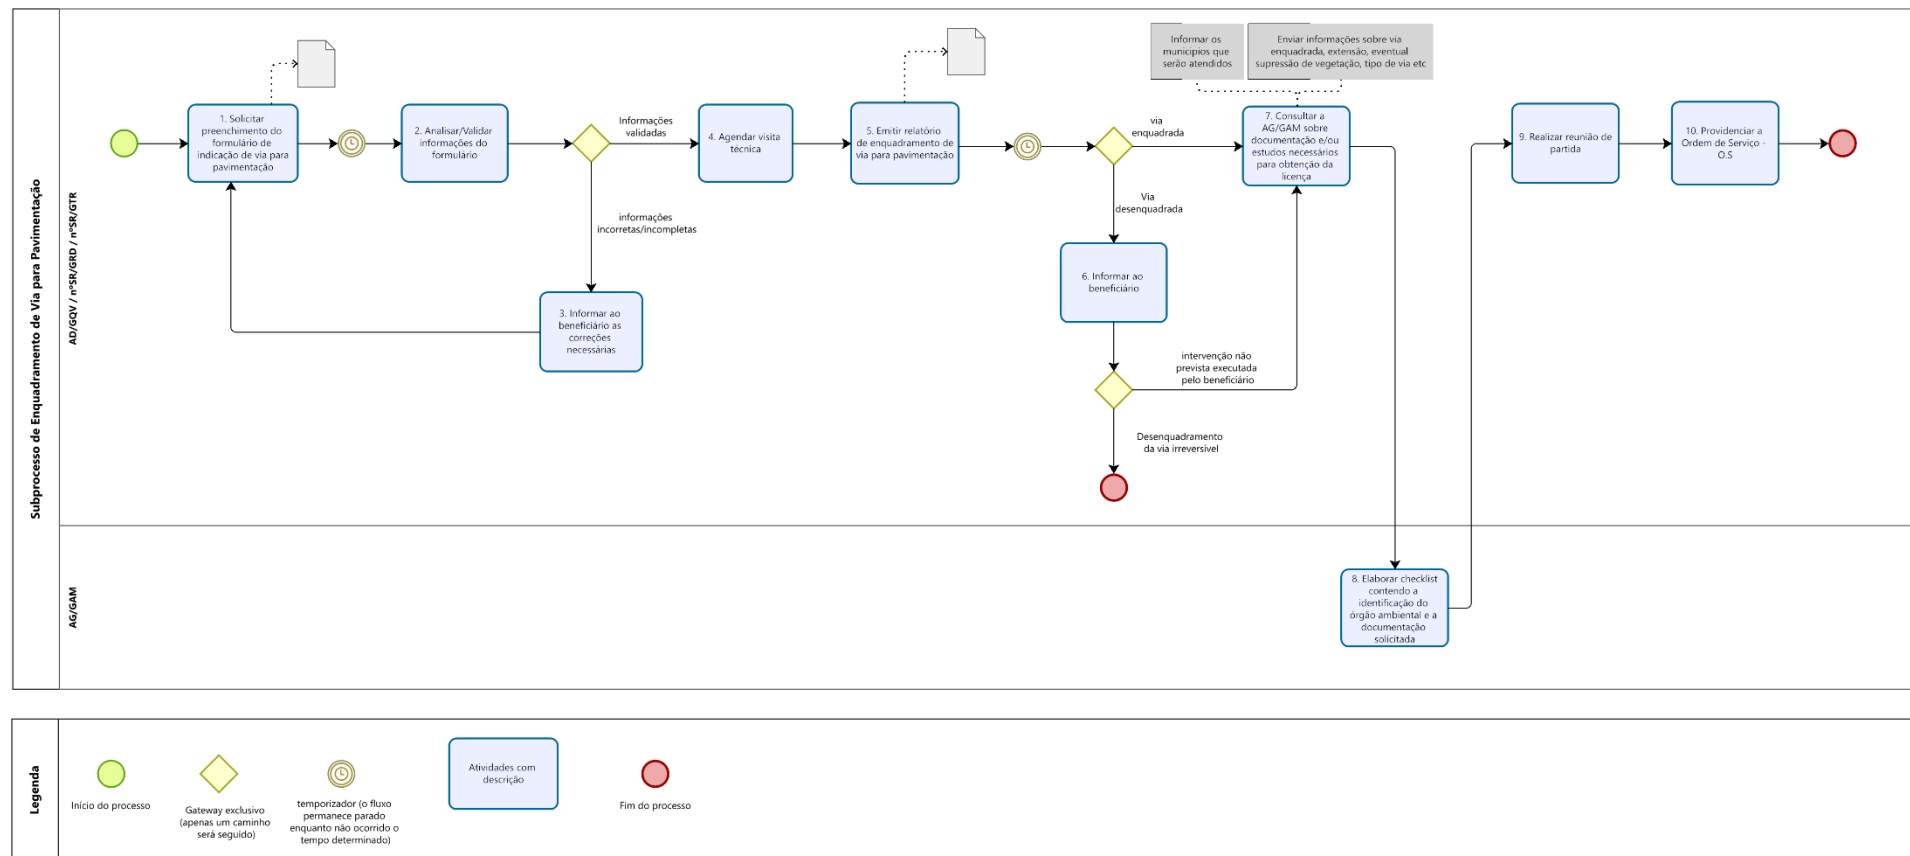 Subprocesso de Enquadramento de Via para Pavimentação
AD/GQV / nºSR/GRD / nºSR/GTR
1. Solicitar
preenchimento do
formulário de
indicação de via para
pavimentação
2. Analisar/Validar
informações do
formulário
Informações
validadas
informações
incorretas/incompletas
3. Informar ao
beneficiário as
correções
necessárias
4. Agendar visita
técnica
5. Emitir relatório
de enquadramento de
via para pavimentação
via
enquadrada
Via
desenquadrada
6. Informar ao
beneficiário
intervenção não
prevista executada
pelo beneficiário
Desenquadramento
da via irreversível
Informar os
municipios que
serão atendidos
Enviar informações sobre via
enquadrada, extensão, eventual
supressão de vegetação, tipo de via etc
7. Consultar a
AG/GAM sobre
documentação e/ou
estudos necessários
para obtenção da
licença
9. Realizar reunião de
partida
10. Providenciar a
Ordem de Serviço -
O.S
AG/GAM
8. Elaborar checklist
contendo a
identificação do
órgão ambiental e a
documentação
solicitada
Legenda
Início do processo
Gateway exclusivo
(apenas um caminho
será seguido)
temporizador (o fluxo
permanece parado
enquanto não ocorrido o
tempo determinado)
Atividades com
descrição
Fim do processo